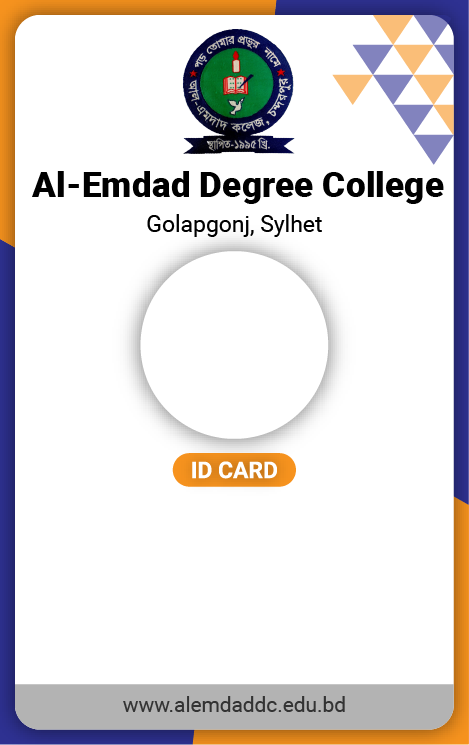 পড় তোমার প্রভুর নামে
আল-এমদাদ কলেজ, চন্দরপুর
স্থাপিত-১৯৯৫ খ্রি.
Al-Emdad Degree College
Golapgonj, Sylhet
ID CARD
www.alemdaddc.edu.bd